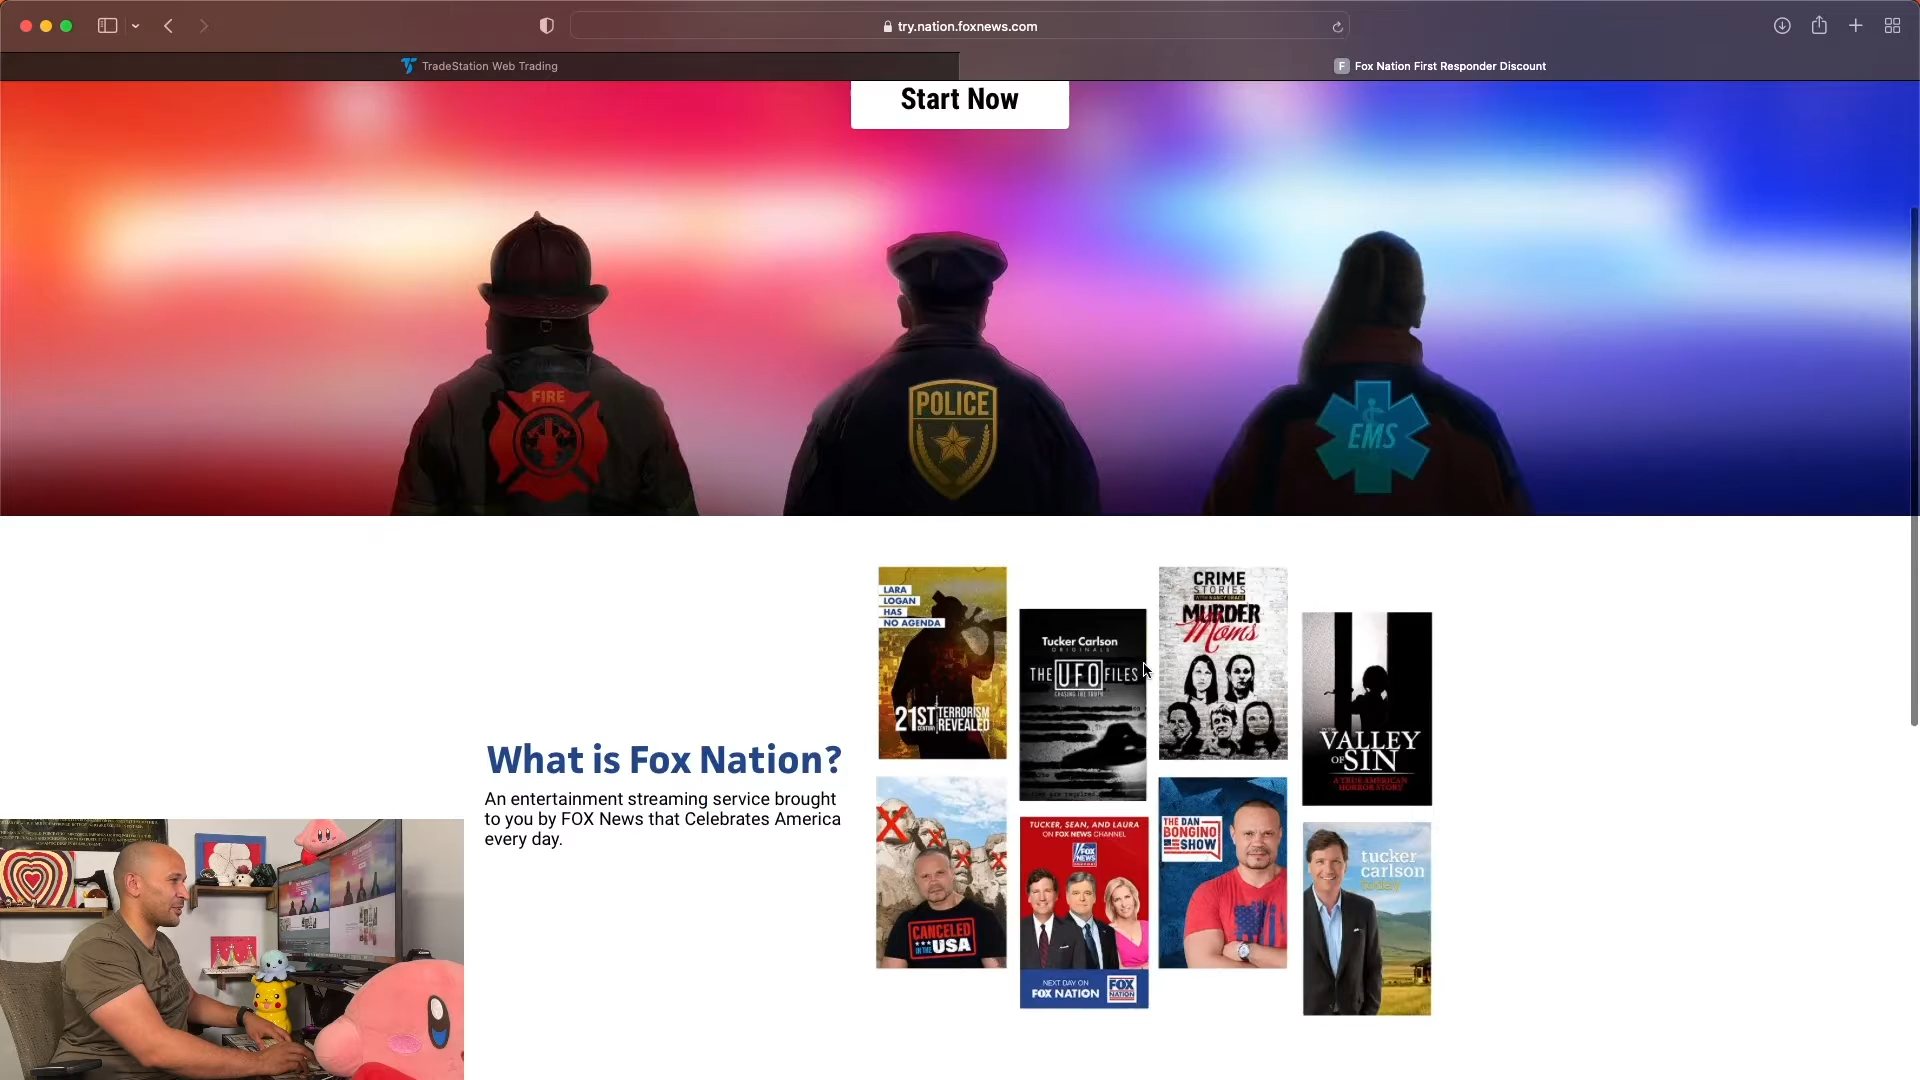 try.nation.foxnews.com
TradeStation Web Trading
F Fox Nation First Responder Discount
Start Now
FIRE
POLICE
EMS
What is Fox Nation?
An entertainment streaming service brought
to you by FOX News that Celebrates America
every day.
LARA
LOGAN
HAS
NO AGENDA
21ST CENTURY TERRORISM
REVEALED
Tucker Carlson
ORIGINALS
THE UFO FILES
CHASING THE TRUTH
CRIME
STORIES
WITH NANCY GRACE
MURDER
Moms
VALLEY
OF SIN
A TRUE AMERICAN
HORROR STORY
CANCELED
IN THE USA
TUCKER, SEAN, AND LAURA
ON FOX NEWS CHANNEL
FOX
NEWS
NEXT DAY ON
FOX NATION
FOX
NATION
THE DAN
BONGINO
SHOW
tucker
carlson
today